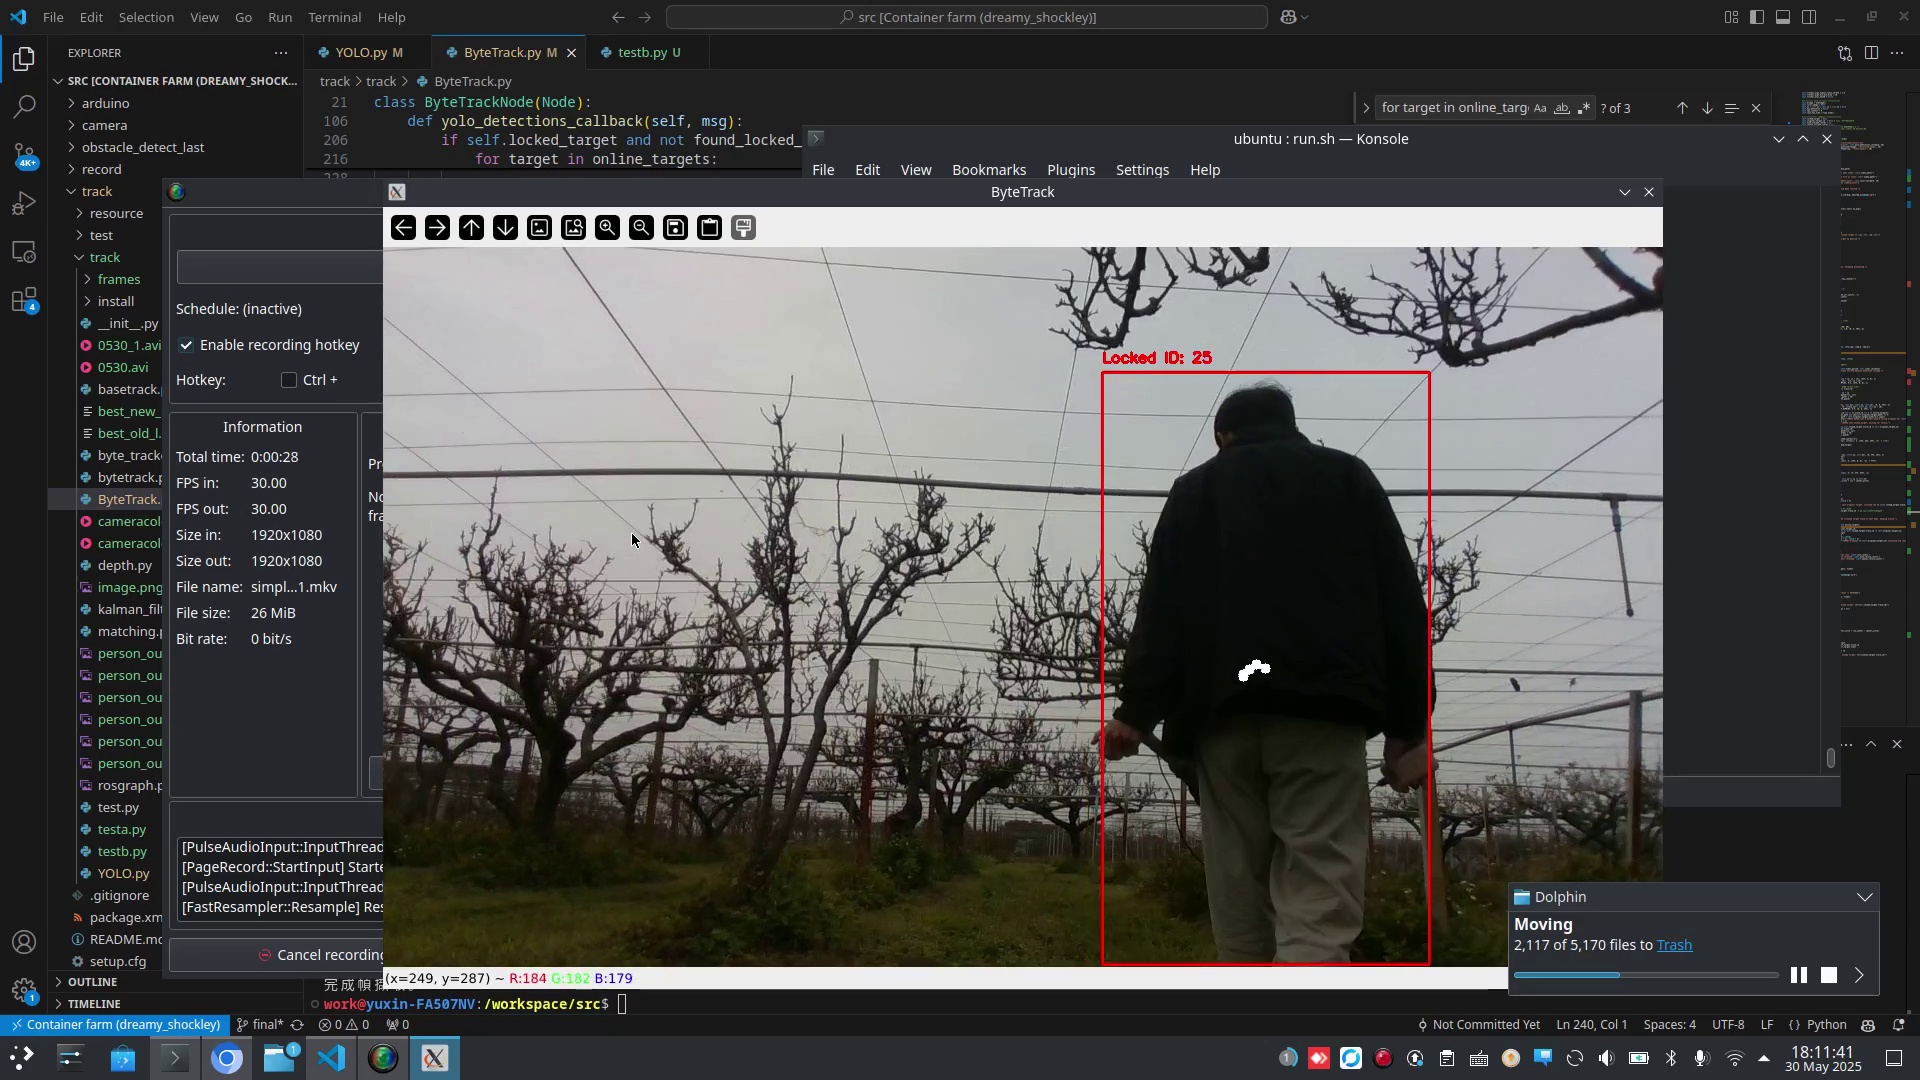 File Edit Selection View Go Run Terminal Help
src [Container farm (dreamy_shockley)]
EXPLORER
YOLO.py M
ByteTrack.py M
testb.py U
SRC [CONTAINER FARM (DREAMY_SHOCK...
track > track > ByteTrack.py
arduino
camera
obstacle_detect_last
record
track
resource
test
track
frames
install
__init__.py
0530_1.avi
0530.avi
basetrack.p
best_new_
best_old_l.
byte_track
bytetrack.p
ByteTrack.
cameracol
cameracol
depth.py
image.png
kalman_filt
matching.p
person_ou
person_ou
person_ou
person_ou
person_ou
person_ou
rosgraph.p
test.py
testa.py
testb.py
YOLO.py
.gitignore
package.xm
README.md
setup.cfg
OUTLINE
TIMELINE
4K+
4
1
21 class ByteTrackNode(Node):
106 def yolo_detections_callback(self, msg):
206 if self.locked_target and not found_locked_
216 for target in online_targets:
for target in online_targ
Aa ab .*
? of 3
ubuntu : run.sh — Konsole
File Edit View Bookmarks Plugins Settings Help
ByteTrack
Schedule: (inactive)
Enable recording hotkey
Hotkey: Ctrl +
Information
Total time: 0:00:28
FPS in: 30.00
FPS out: 30.00
Size in: 1920x1080
Size out: 1920x1080
File name: simpl...1.mkv
File size: 26 MiB
Bit rate: 0 bit/s
Pr
No
fra
[PulseAudioInput::InputThread
[PageRecord::StartInput] Starte
[PulseAudioInput::InputThread
[FastResampler::Resample] Res
Cancel recording
Locked ID: 25
(x=249, y=287) ~ R:184 G:182 B:179
work@yuxin-FA507NV:/workspace/src$
Dolphin
Moving
2,117 of 5,170 files to Trash
Container farm (dreamy_shockley) final* 0 0 0
Not Committed Yet Ln 240, Col 1 Spaces: 4 UTF-8 LF {} Python
1
1
18:11:41
30 May 2025